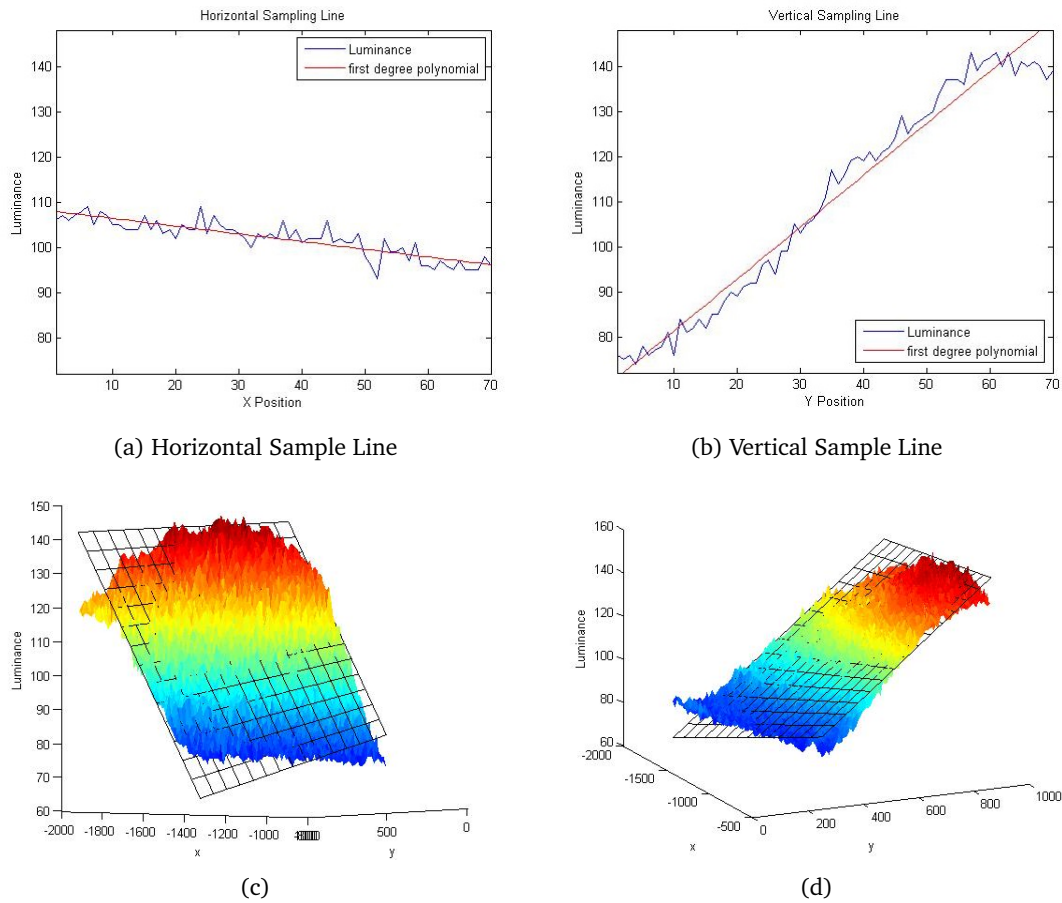 Horizontal Sampling Line
Luminance
first degree polynomial
140
130
120
110
100
90
80
Luminance
10 20 30 40 50 60 70
X Position
(a) Horizontal Sample Line
Vertical Sampling Line
140
130
120
110
100
90
80
Luminance
Luminance
first degree polynomial
10 20 30 40 50 60 70
Y Position
(b) Vertical Sample Line
150
140
130
120
110
100
90
80
70
60
Luminance
-2000 -1800 -1600 -1400 -1200 -1000 500 0
x y
(c)
160
140
120
100
80
60
Luminance
-2000
-1500
-1000
-500
x
0 200 400 600 800 1000
y
(d)